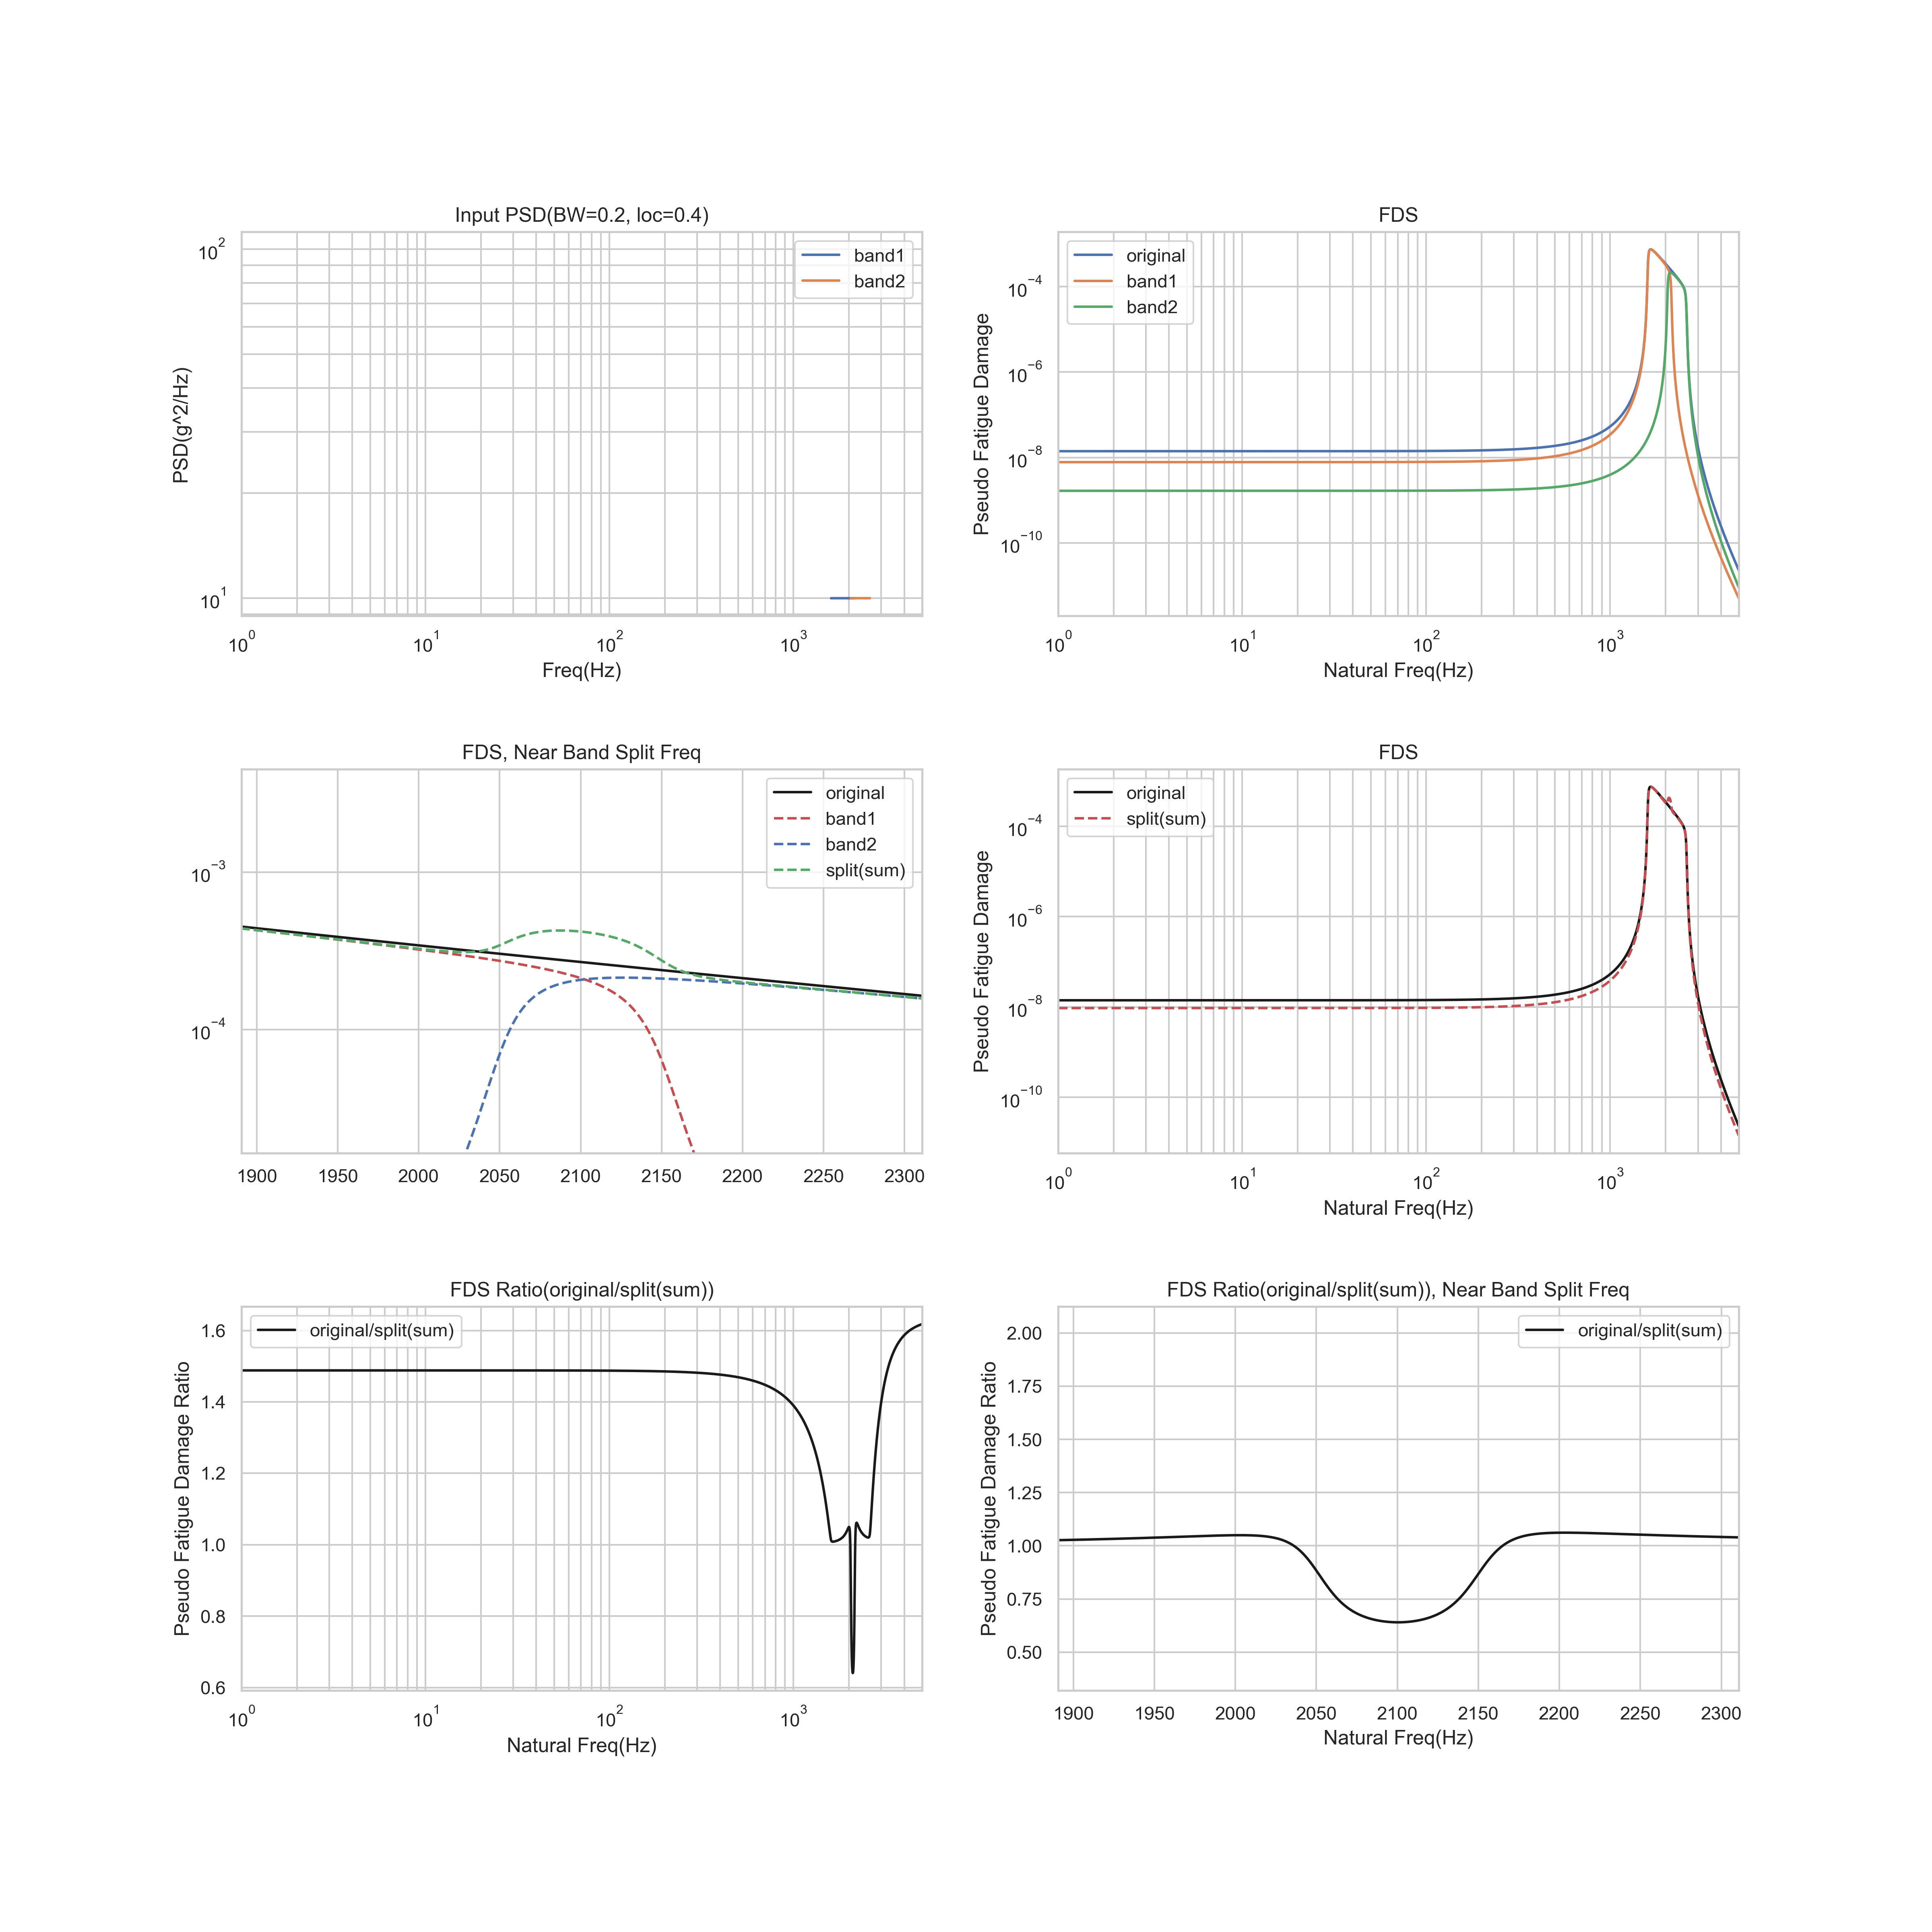 Input PSD(BW=0.2, loc=0.4)
PSD(g^2/Hz)
10^2
10^1
band1
band2
10^0 10^1 10^2 10^3
Freq(Hz)
FDS
Pseudo Fatigue Damage
10^−4
10^−6
10^−8
10^−10
original
band1
band2
10^0 10^1 10^2 10^3
Natural Freq(Hz)
FDS, Near Band Split Freq
10^−3
10^−4
original
band1
band2
split(sum)
1900 1950 2000 2050 2100 2150 2200 2250 2300
FDS
Pseudo Fatigue Damage
10^−4
10^−6
10^−8
10^−10
original
split(sum)
10^0 10^1 10^2 10^3
Natural Freq(Hz)
FDS Ratio(original/split(sum))
Pseudo Fatigue Damage Ratio
1.6
1.4
1.2
1.0
0.8
0.6
original/split(sum)
10^0 10^1 10^2 10^3
Natural Freq(Hz)
FDS Ratio(original/split(sum)), Near Band Split Freq
Pseudo Fatigue Damage Ratio
2.00
1.75
1.50
1.25
1.00
0.75
0.50
original/split(sum)
1900 1950 2000 2050 2100 2150 2200 2250 2300
Natural Freq(Hz)